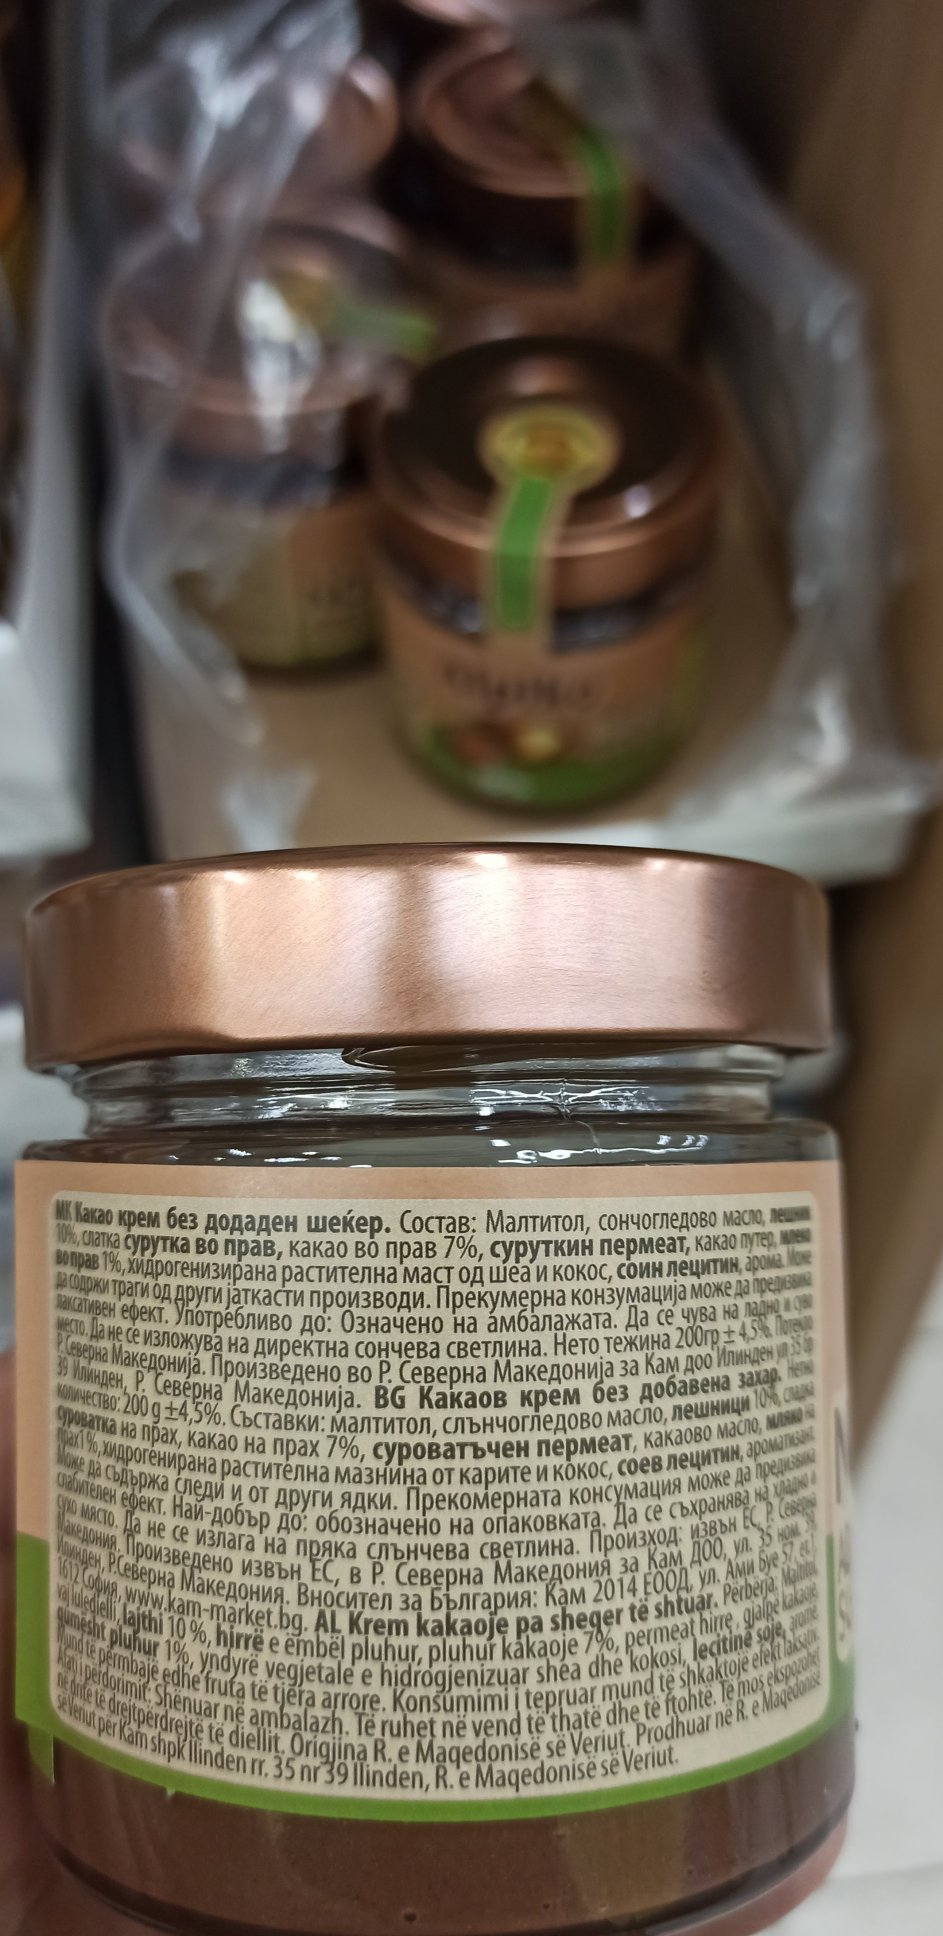 МК Какао крем без додаден шеќер. Состав: Малтитол, сончогледово масло, лешник
10%, слатка сурутка во прав, какао во прав 7%, суруткин пермеат, какао путер, млеко
во прав 1%, хидрогенизирана растителна маст од шеа и кокос, соин лецитин, арома. Може
да содржи траги од други јаткасти производи. Прекумерна конзумација може да предизвика
лаксативен ефект. Употребливо до: Означено на амбалажата. Да се чува на ладно и суво
место. Да не се изложува на директна сончева светлина. Нето тежина 200гр ± 4,5%. Потекло
Р. Северна Македонија. Произведено во Р. Северна Македонија за Кам доо Илинден ул 35 бр
39 Илинден, Р. Северна Македонија. BG Какаов крем без добавена захар. Нетно
количество: 200 g ±4,5%. Съставки: малтитол, слънчогледово масло, лешници 10%, сладка
суроватка на прах, какао на прах 7%, суроватъчен пермеат, какаово масло, мляко на
прах1%, хидрогенирана растителна мазнина от карите и кокос, соев лецитин, ароматизант.
Може да съдържа следи и от други ядки. Прекомерната консумация може да предизвика
слабителен ефект. Най-добър до: обозначено на опаковката. Да се съхранява на хладно и
сухо място. Да не се излага на пряка слънчева светлина. Произход: извън ЕС, Р. Северна
Македония. Произведено извън ЕС, в Р. Северна Македония за Кам ДОО, ул. 35 ном. 39,
Илинден, Р.Северна Македония. Вносител за България: Кам 2014 ЕООД, ул. Ами Буе 57, ет.1
1612 София, www.kam-market.bg. AL Krem kakaoje pa sheqer të shtuar. Përbërja: Maltitol,
vaj luledielli, lajthi 10 %, hirrë e ëmbël pluhur, pluhur kakaoje 7%, permeat hirre, gjalpë kakaoje,
qumësht pluhur 1%, yndyrë vegjetale e hidrogjenizuar shea dhe kokosi, lecitinë soje, aromë.
Mund të përmbajë edhe fruta të tjera arrore. Konsumimi i tepruar mund të shkaktojë efekt laksativ.
Afati i përdorimit: Shënuar në ambalazh. Të ruhet në vend të thatë dhe të ftohtë. Të mos ekspozohet
në dritë të drejtpërdrejtë të diellit. Origjina R. e Maqedonisë së Veriut. Prodhuar në R. e Maqedonisë
së Veriut për Kam shpk Ilinden rr. 35 nr 39 Ilinden, R. e Maqedonisë së Veriut.